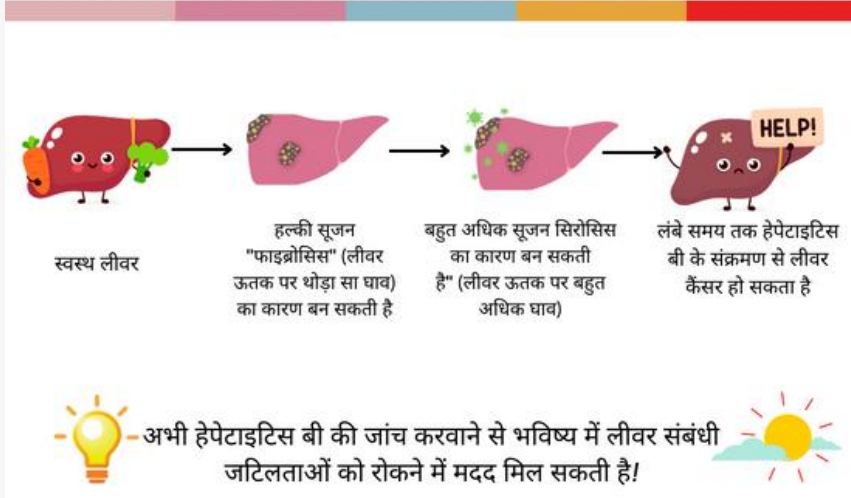 HELP!
स्वस्थ लीवर
हल्की सूजन
"फाइब्रोसिस" (लीवर
ऊतक पर थोड़ा सा घाव)
का कारण बन सकती है
बहुत अधिक सूजन सिरोसिस
का कारण बन सकती
है" (लीवर ऊतक पर बहुत
अधिक घाव)
लंबे समय तक हेपेटाइटिस
बी के संक्रमण से लीवर
कैंसर हो सकता है
अभी हेपेटाइटिस बी की जांच करवाने से भविष्य में लीवर संबंधी
जटिलताओं को रोकने में मदद मिल सकती है!